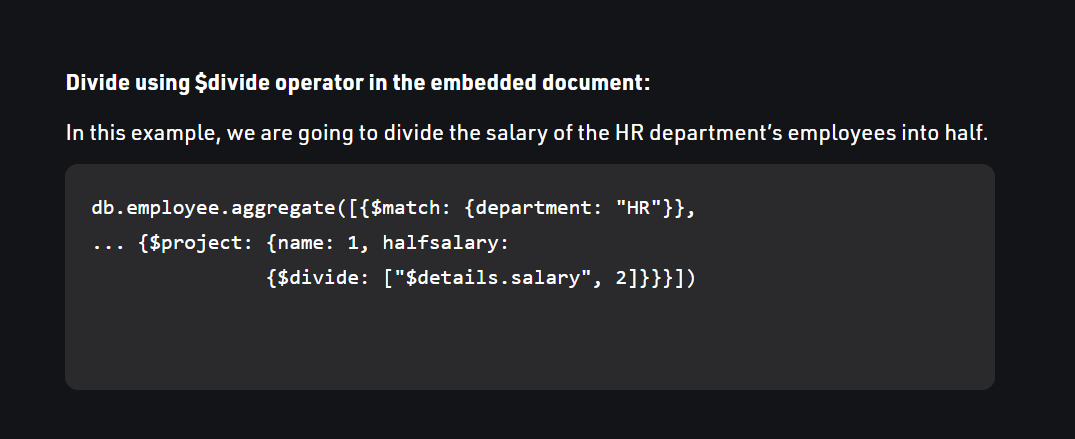 Divide using $divide operator in the embedded document:
In this example, we are going to divide the salary of the HR department’s employees into half.
db.employee.aggregate([{$match: {department: "HR"}},
... {$project: {name: 1, halfsalary:
{$divide: ["$details.salary", 2]}}}])